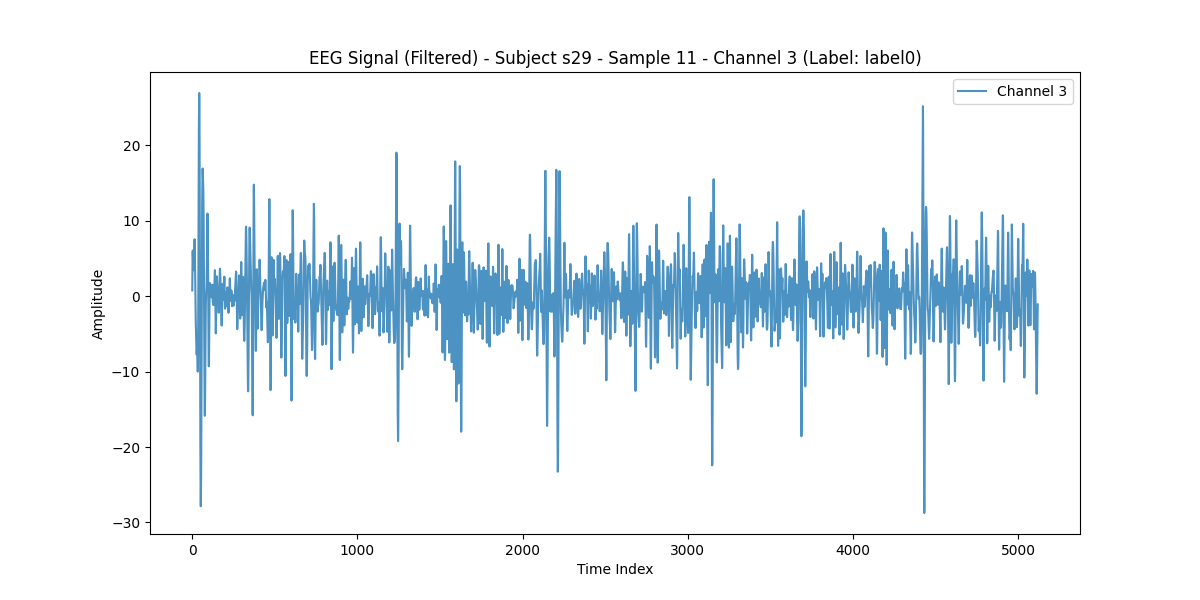 EEG Signal (Filtered) - Subject s29 - Sample 11 - Channel 3 (Label: label0)
Channel 3
20
10
0
−10
−20
−30
Amplitude
0 1000 2000 3000 4000 5000
Time Index